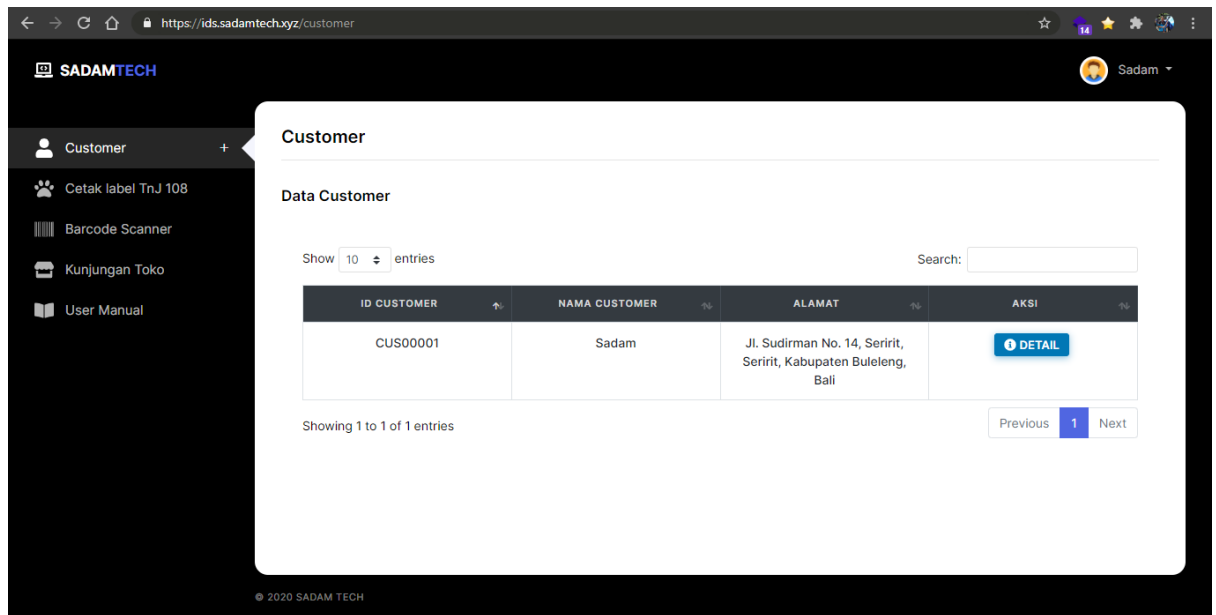 https://ids.sadamtech.xyz/customer
14
SADAMTECH
Sadam
Customer +
Cetak label TnJ 108
Barcode Scanner
Kunjungan Toko
User Manual
Customer
Data Customer
Show 10 entries
Search:
ID CUSTOMER NAMA CUSTOMER ALAMAT AKSI
CUS00001 Sadam Jl. Sudirman No. 14, Seririt, DETAIL
Seririt, Kabupaten Buleleng,
Bali
Showing 1 to 1 of 1 entries
Previous 1 Next
© 2020 SADAM TECH